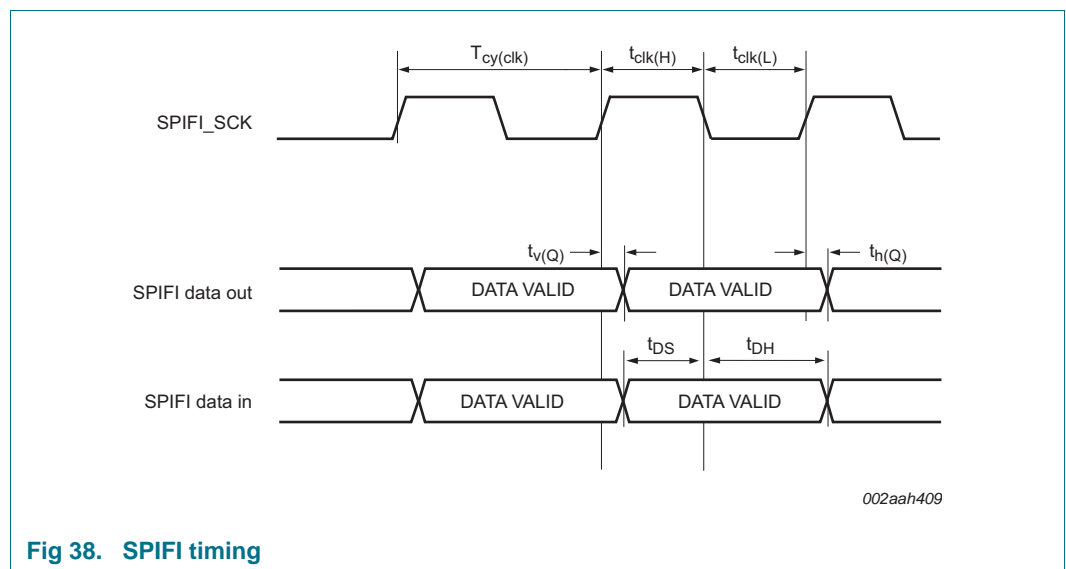 Tcy(clk) tclk(H) tclk(L)
SPIFI_SCK
tv(Q) th(Q)
SPIFI data out DATA VALID DATA VALID
tDS tDH
SPIFI data in DATA VALID DATA VALID
002aah409
Fig 38. SPIFI timing